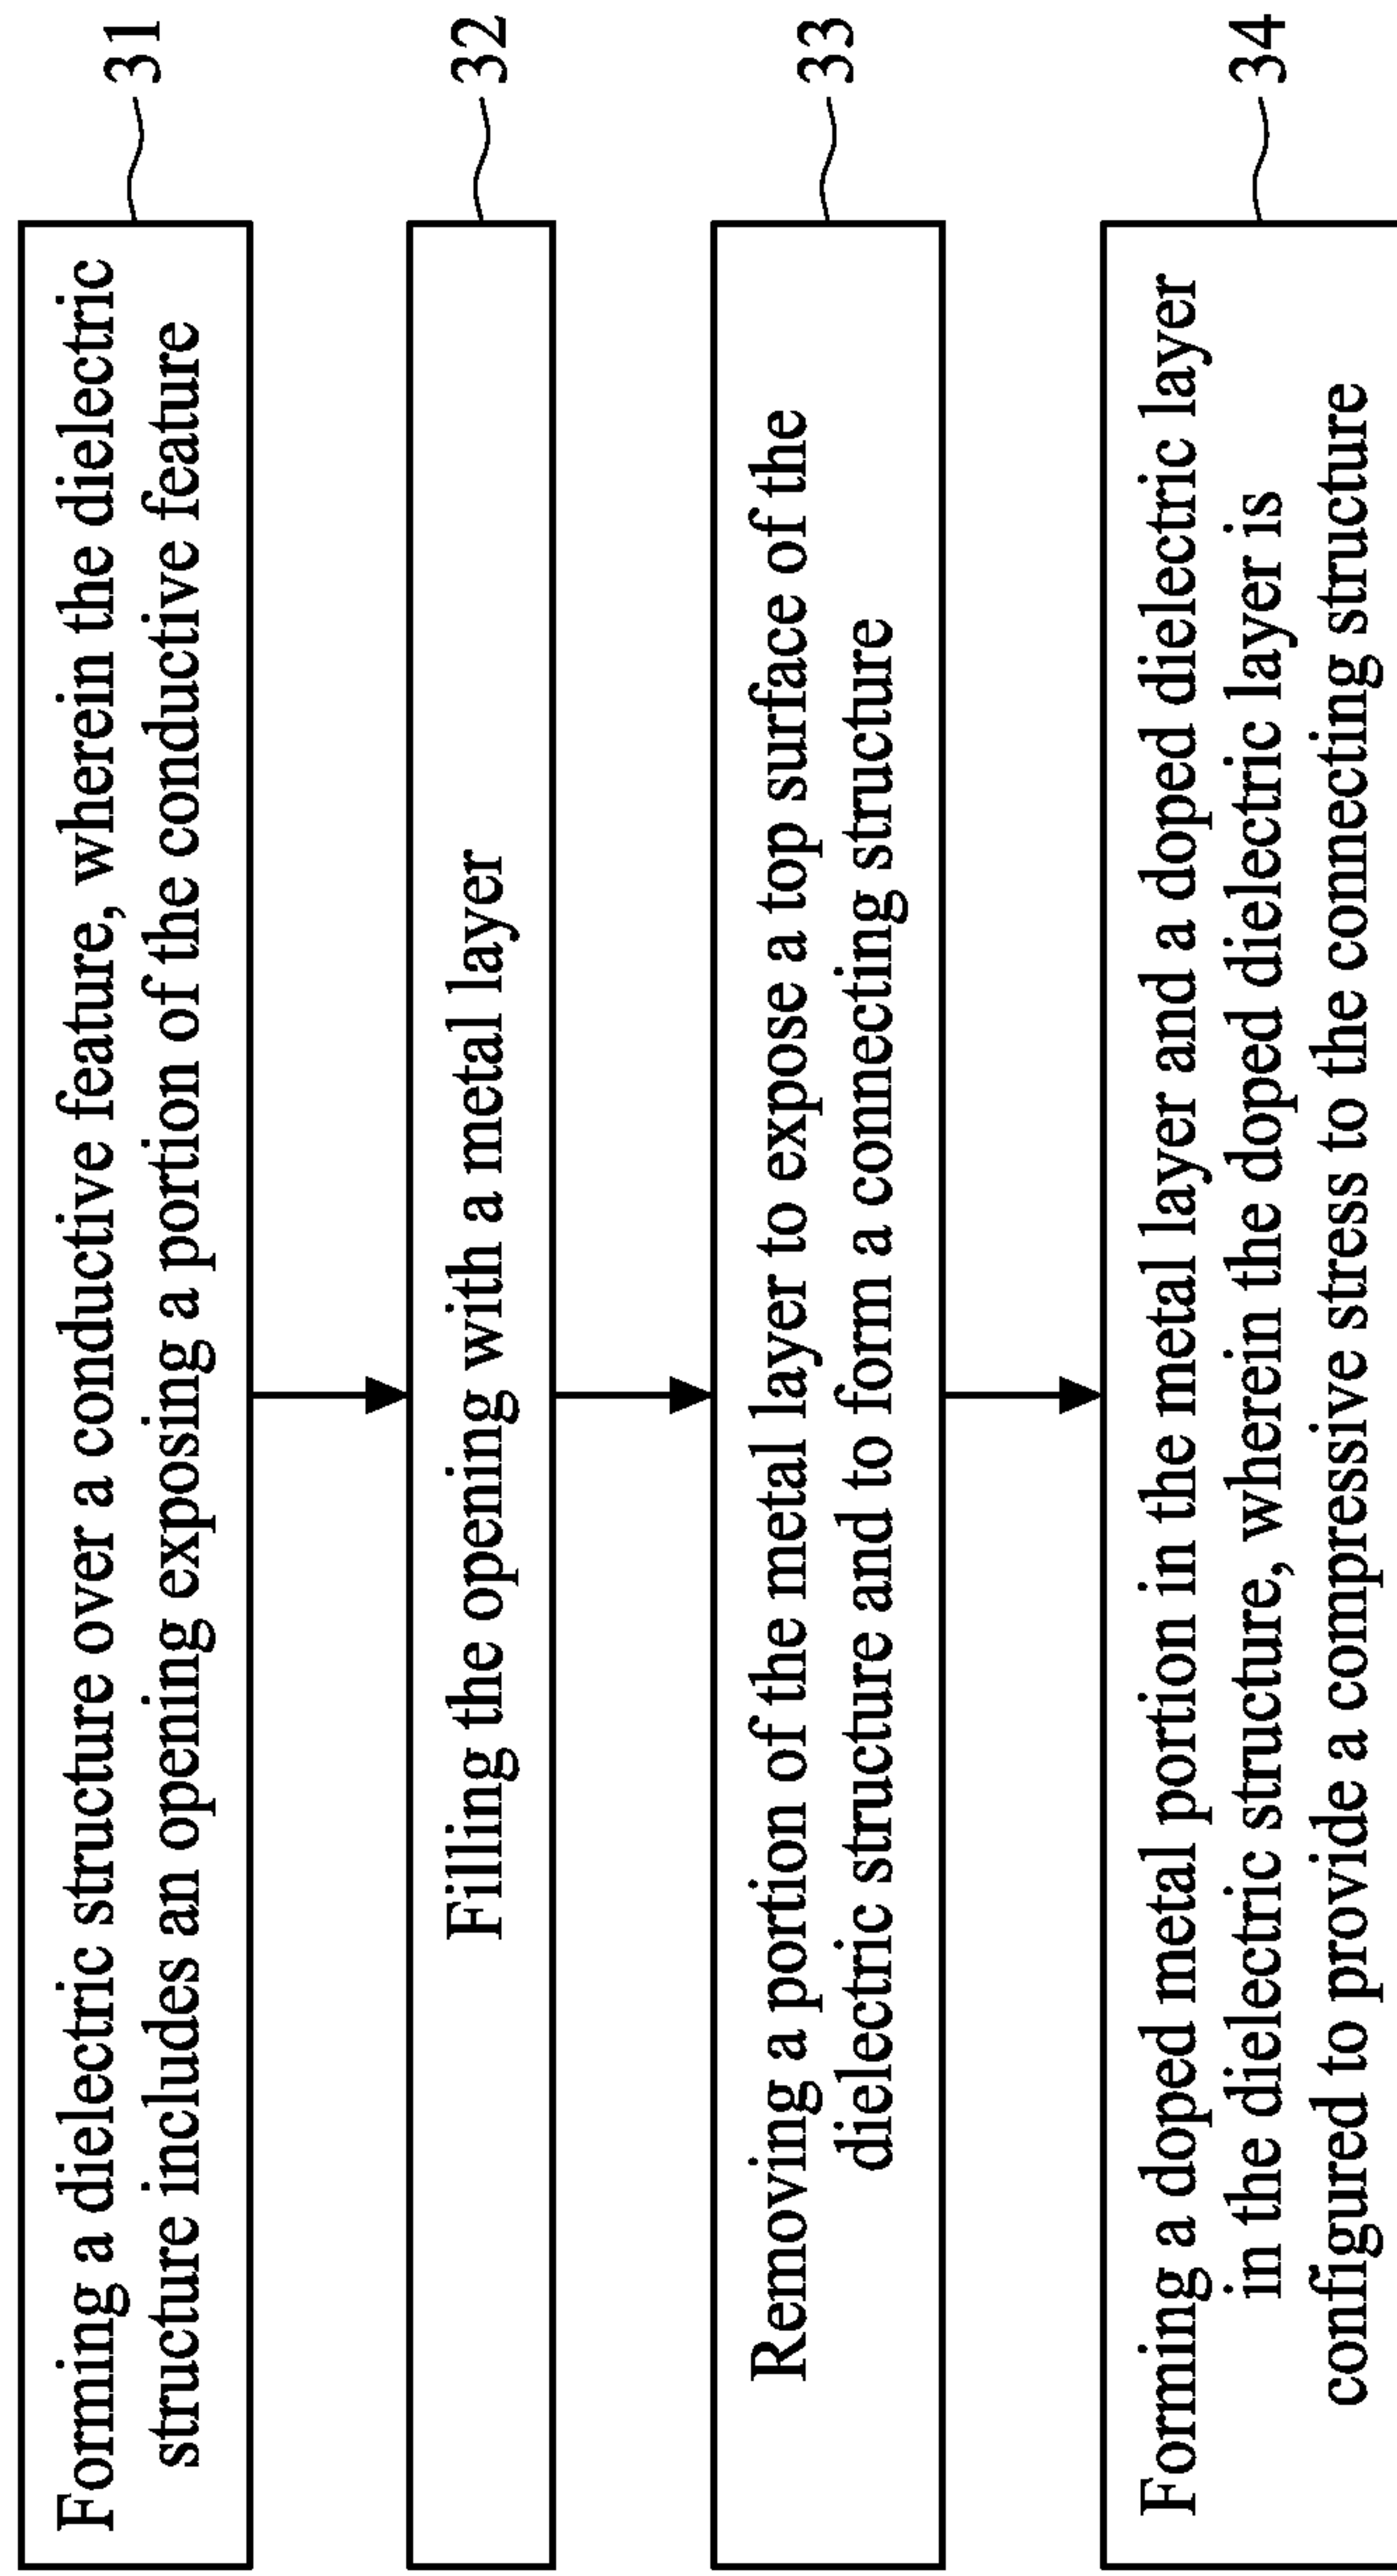 Forming a dielectric structure over a conductive feature, wherein the dielectric
structure includes an opening exposing a portion of the conductive feature
31
Filling the opening with a metal layer
32
Removing a portion of the metal layer to expose a top surface of the
dielectric structure and to form a connecting structure
33
Forming a doped metal portion in the metal layer and a doped dielectric layer
in the dielectric structure, wherein the doped dielectric layer is
configured to provide a compressive stress to the connecting structure
34